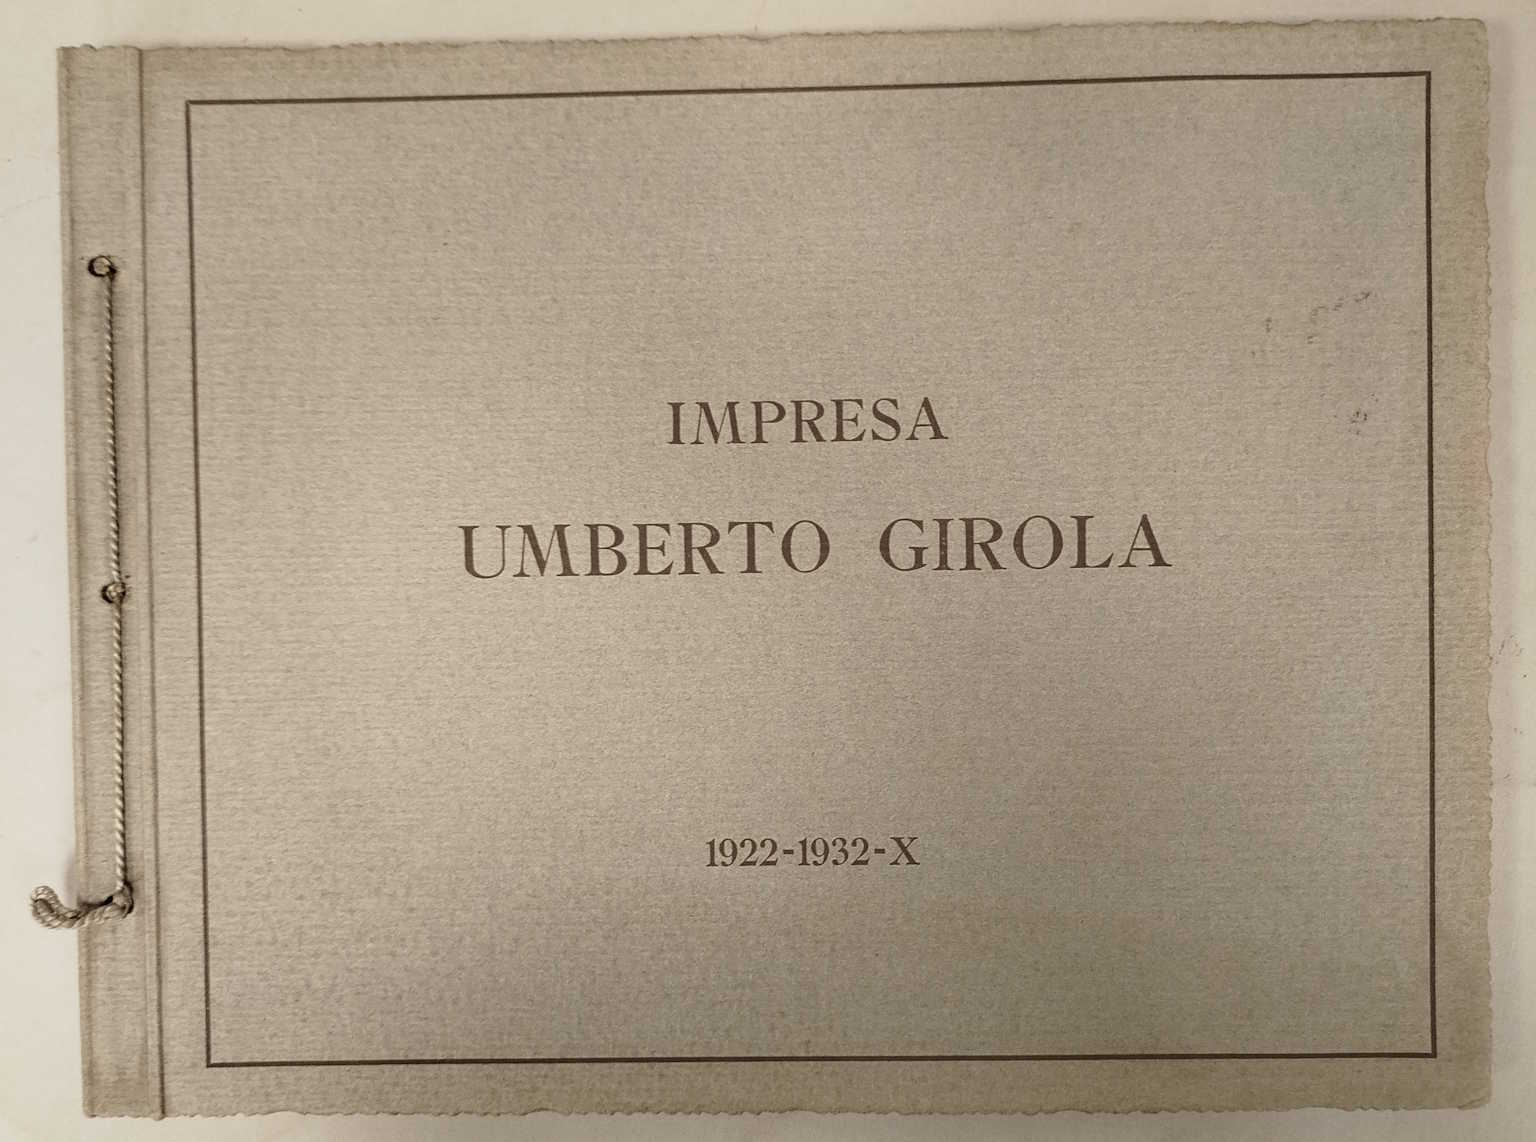 IMPRESA
UMBERTO GIROLA
1922-1932-X